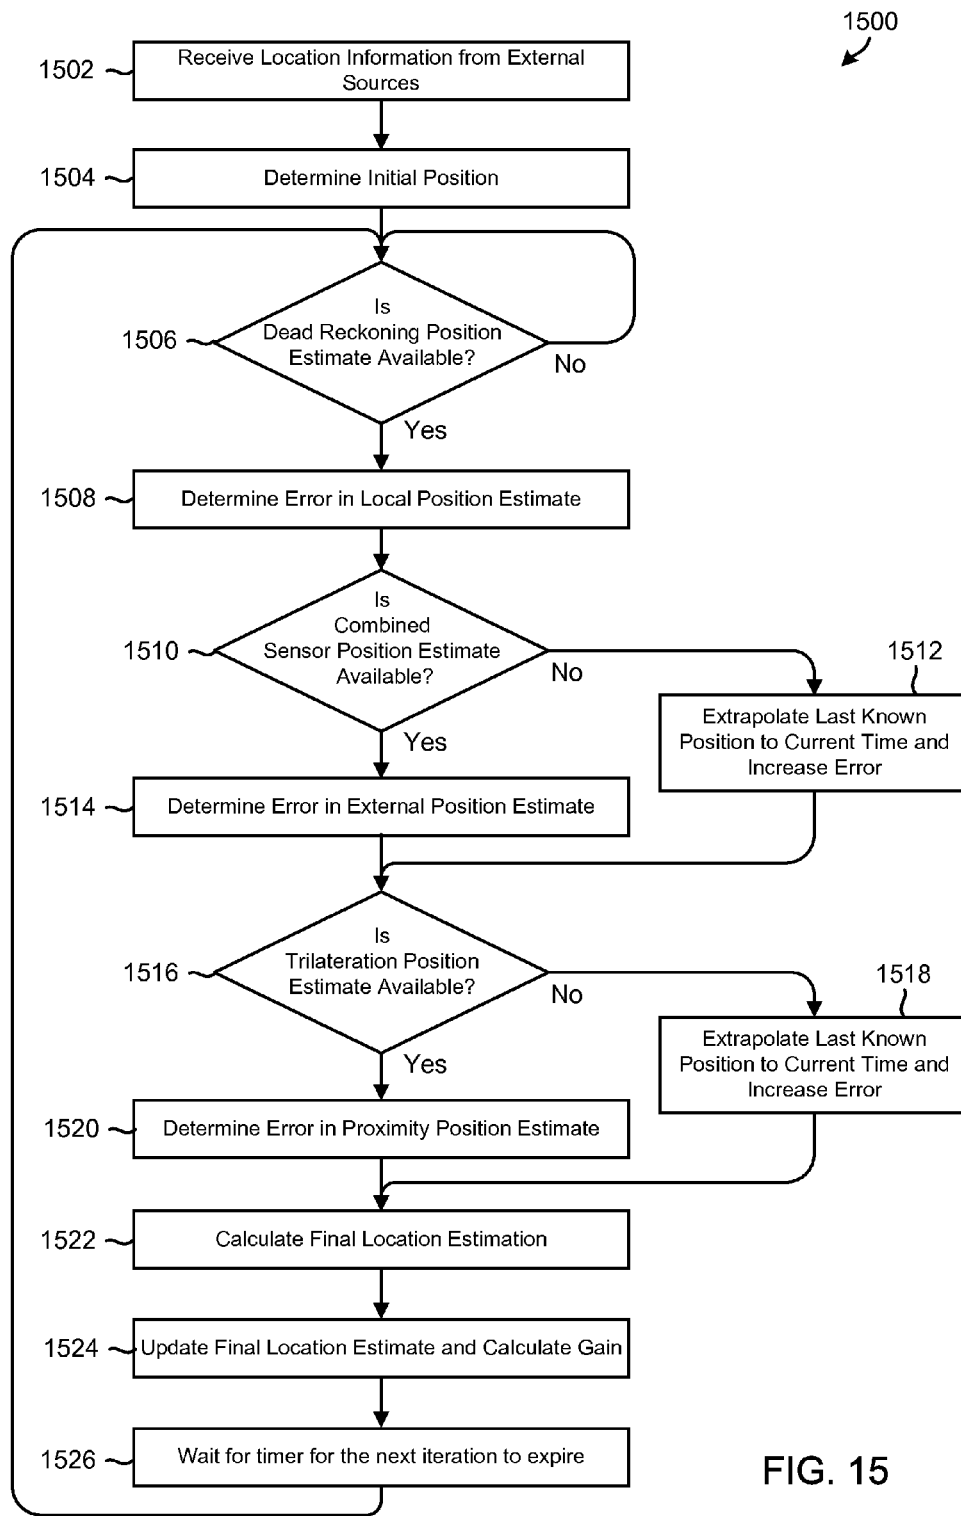 1500
1502
Receive Location Information from External
Sources
1504
Determine Initial Position
1506
Is
Dead Reckoning Position
Estimate Available?
No
Yes
1508
Determine Error in Local Position Estimate
1510
Is
Combined
Sensor Position Estimate
Available?
No
Yes
1512
Extrapolate Last Known
Position to Current Time and
Increase Error
1514
Determine Error in External Position Estimate
1516
Is
Trilateration Position
Estimate Available?
No
Yes
1518
Extrapolate Last Known
Position to Current Time and
Increase Error
1520
Determine Error in Proximity Position Estimate
1522
Calculate Final Location Estimation
1524
Update Final Location Estimate and Calculate Gain
1526
Wait for timer for the next iteration to expire
FIG. 15